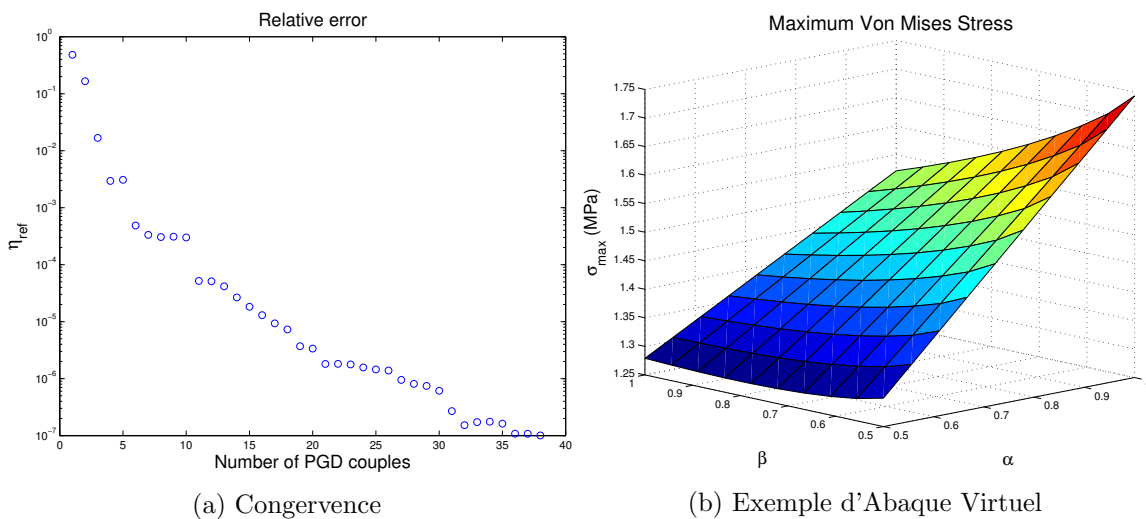 Relative error
10^0
10^-1
10^-2
10^-3
10^-4
10^-5
10^-6
10^-7
η_ref
0 5 10 15 20 25 30 35 40
Number of PGD couples
(a) Congervence
Maximum Von Mises Stress
1.75
1.7
1.65
1.6
1.55
1.5
1.45
1.4
1.35
1.3
1.25
σ_max (MPa)
1 0.9 0.8 0.7 0.6 0.5
β
0.5 0.6 0.7 0.8 0.9
α
(b) Exemple d'Abaque Virtuel